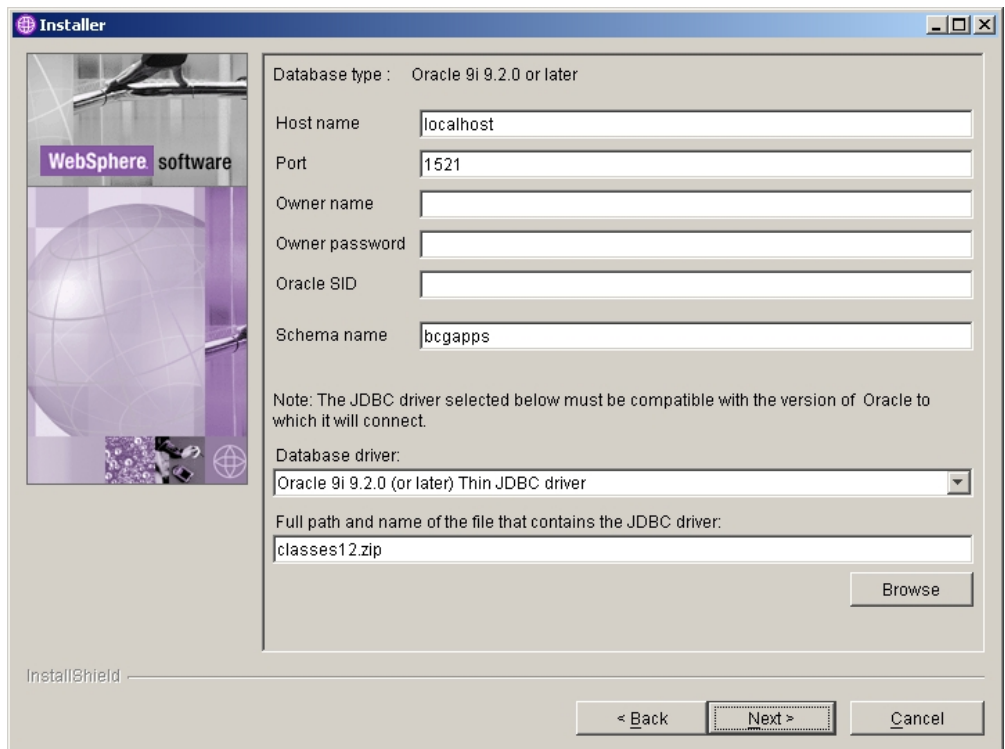 Installer
WebSphere software
Database type : Oracle 9i 9.2.0 or later
Host name localhost
Port 1521
Owner name
Owner password
Oracle SID
Schema name bcgapps
Note: The JDBC driver selected below must be compatible with the version of Oracle to
which it will connect.
Database driver:
Oracle 9i 9.2.0 (or later) Thin JDBC driver
Full path and name of the file that contains the JDBC driver:
classes12.zip
Browse
InstallShield
< Back Next > Cancel